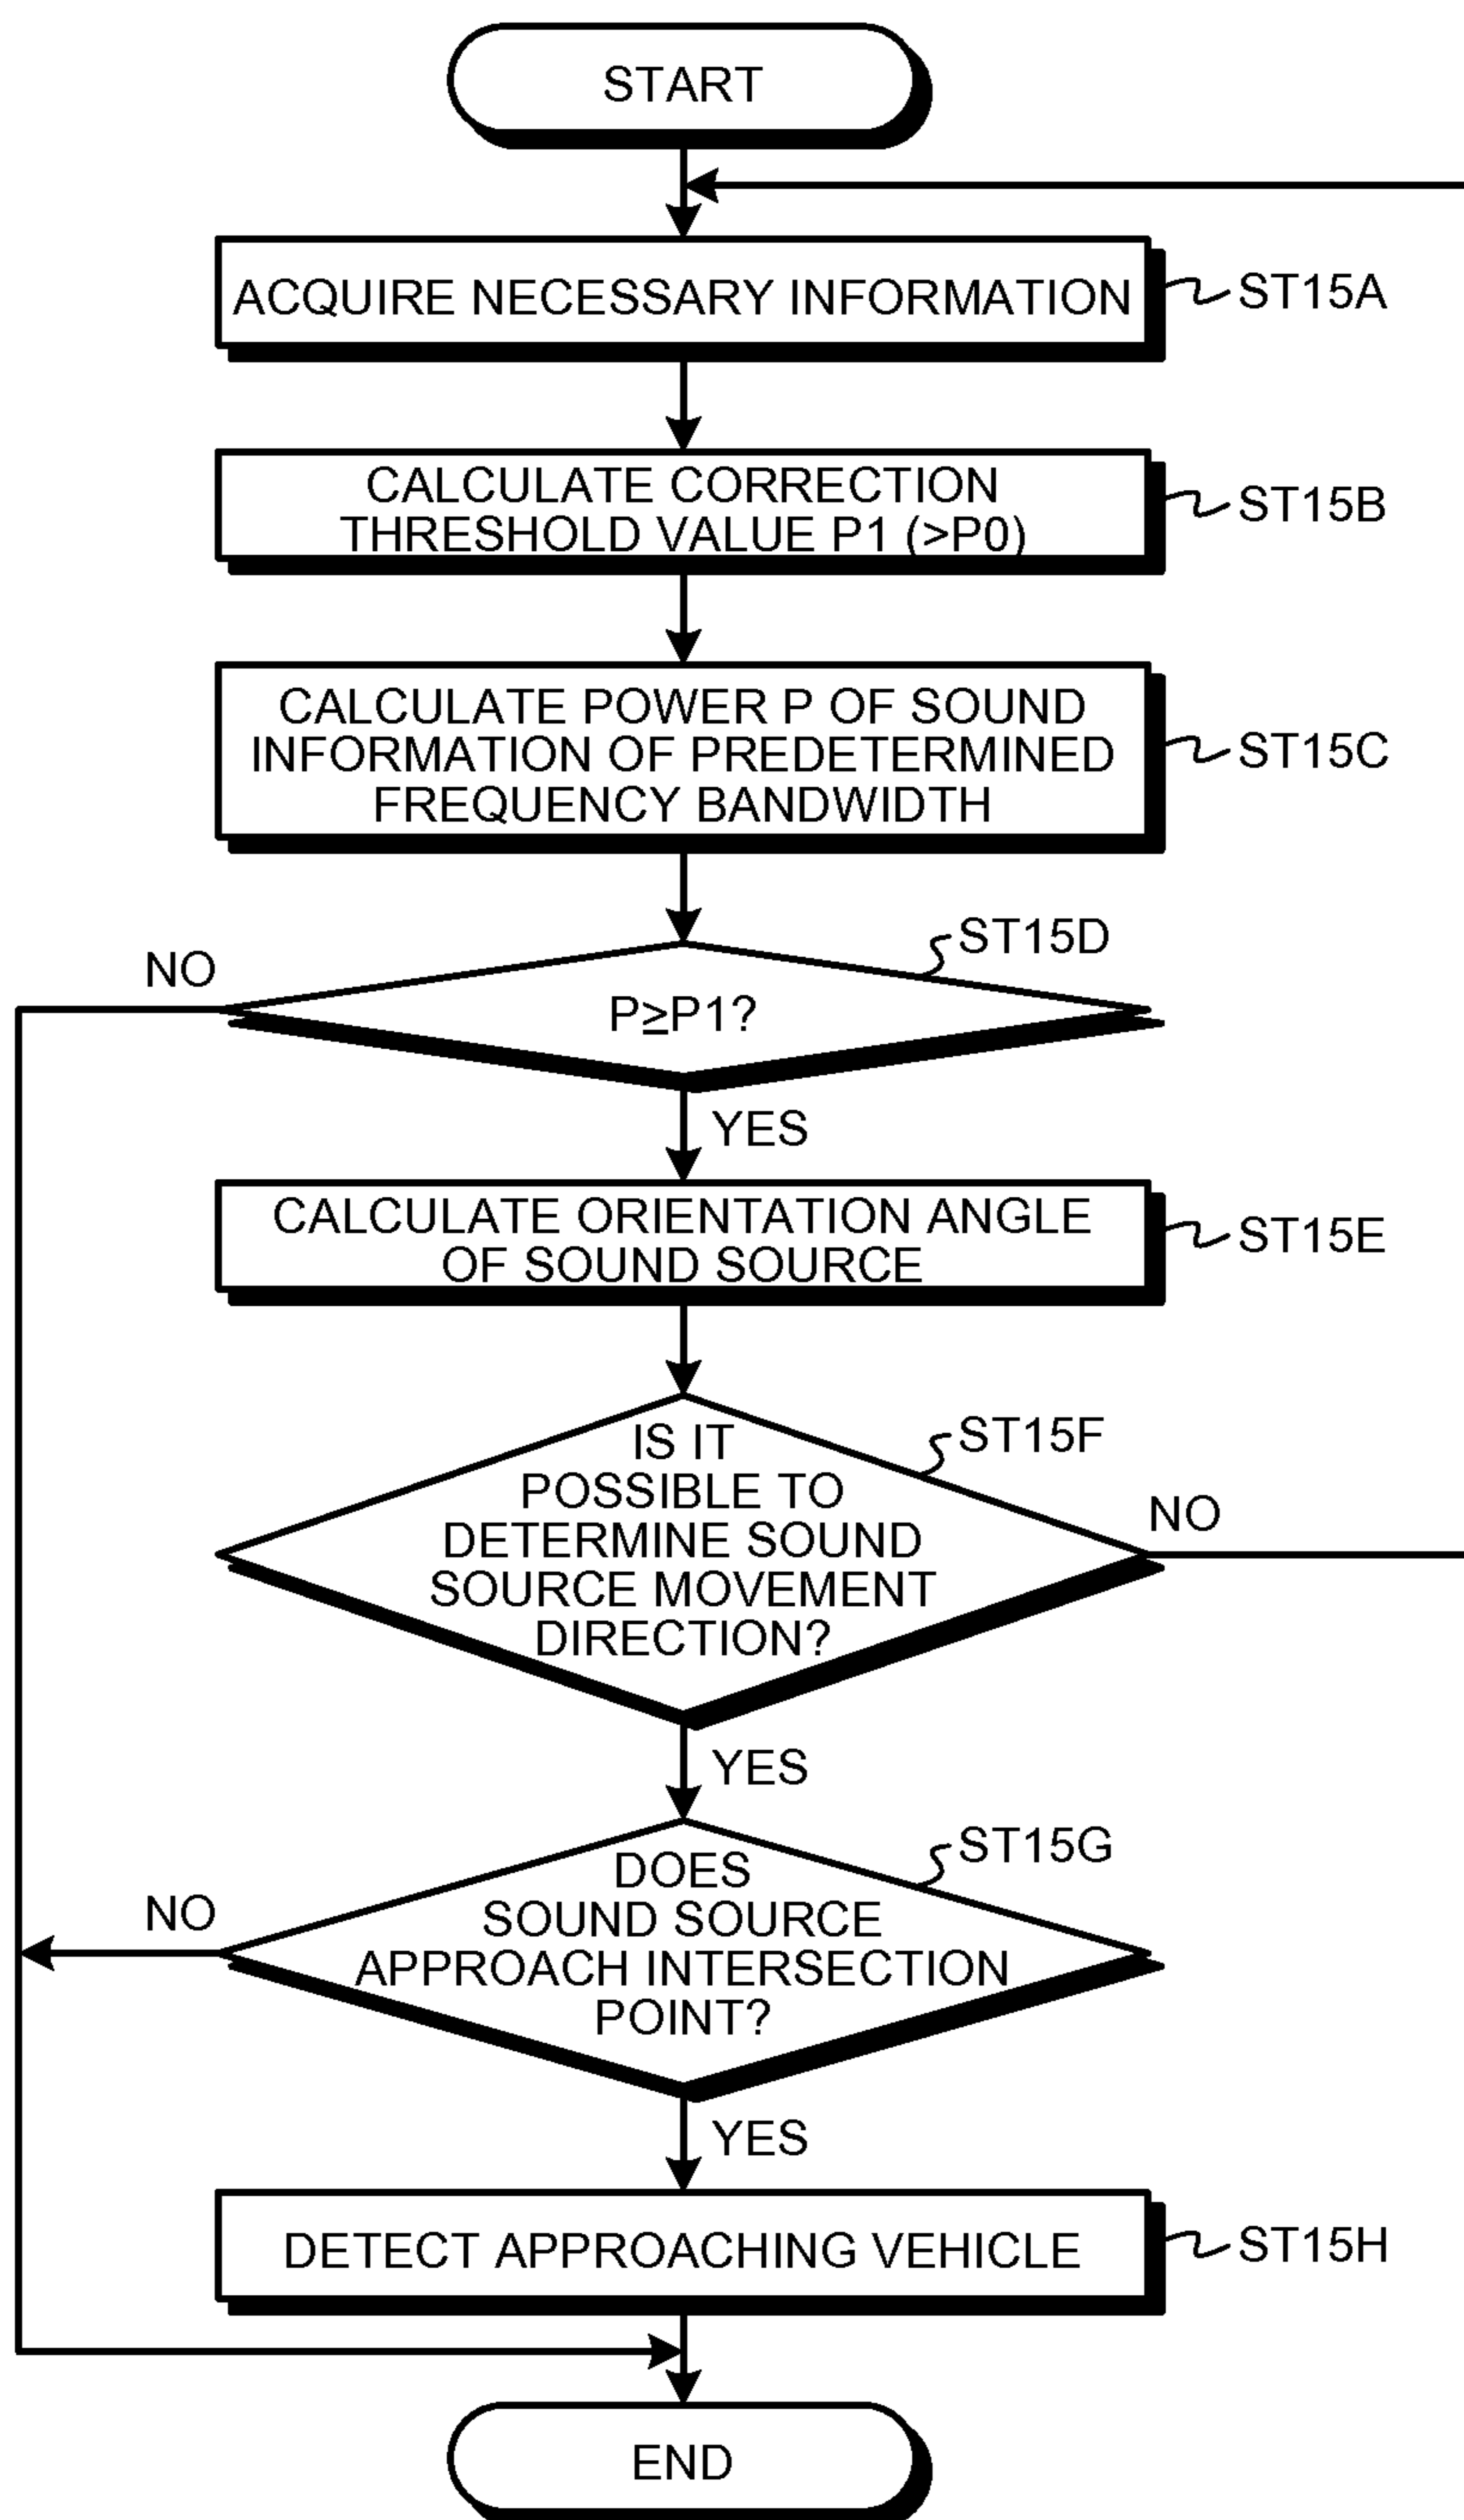 START
ACQUIRE NECESSARY INFORMATION
ST15A
CALCULATE CORRECTION
THRESHOLD VALUE P1 (>P0)
ST15B
CALCULATE POWER P OF SOUND
INFORMATION OF PREDETERMINED
FREQUENCY BANDWIDTH
ST15C
ST15D
NO
P≥P1?
YES
CALCULATE ORIENTATION ANGLE
OF SOUND SOURCE
ST15E
ST15F
IS IT
POSSIBLE TO
DETERMINE SOUND
SOURCE MOVEMENT
DIRECTION?
NO
YES
ST15G
DOES
SOUND SOURCE
APPROACH INTERSECTION
POINT?
NO
YES
DETECT APPROACHING VEHICLE
ST15H
END